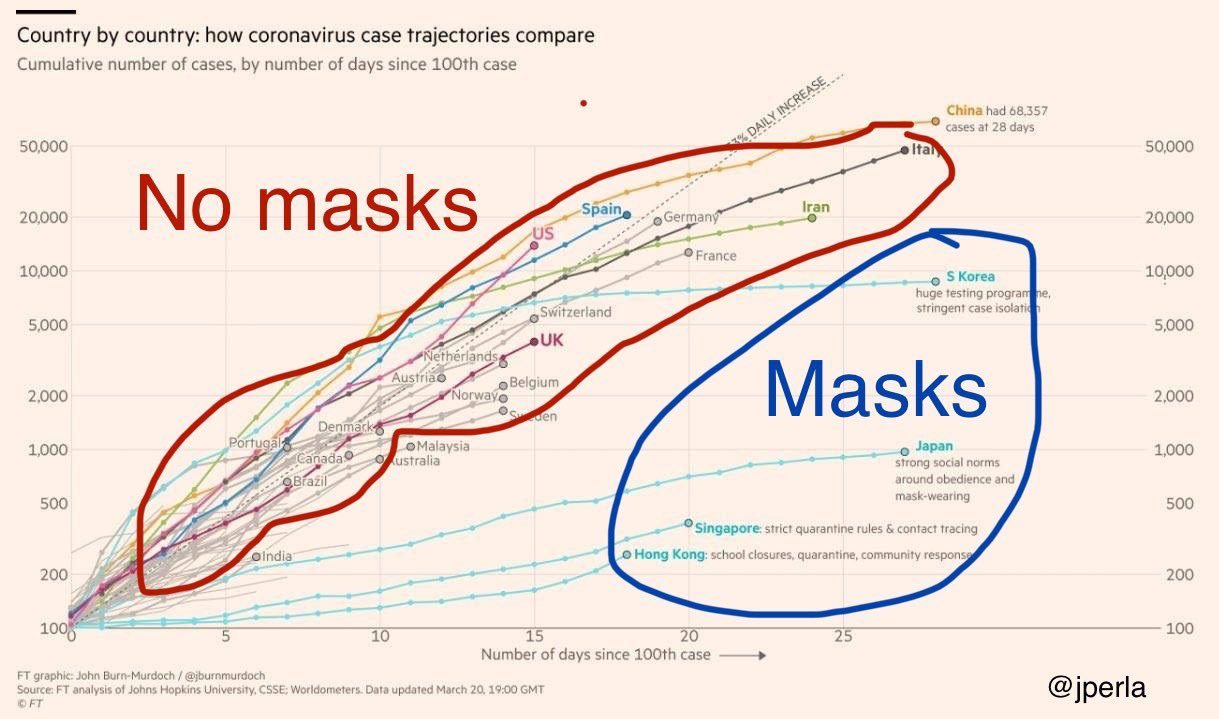 Country by country: how coronavirus case trajectories compare
Cumulative number of cases, by number of days since 100th case
No masks
Masks
3% DAILY INCREASE
China had 68,357
cases at 28 days
Italy
Iran
Spain
Germany
US
France
Switzerland
UK
Netherlands
Austria
Belgium
Norway
Sweden
Denmark
Portugal
Canada
Malaysia
Australia
Brazil
India
S Korea
huge testing programme,
stringent case isolation
Japan
strong social norms
around obedience and
mask-wearing
Singapore: strict quarantine rules & contact tracing
Hong Kong: school closures, quarantine, community response
50,000
20,000
10,000
5,000
2,000
1,000
500
200
100
50,000
20,000
10,000
5,000
2,000
1,000
500
200
100
0 5 10 15 20 25
Number of days since 100th case
FT graphic: John Burn-Murdoch / @jburnmurdoch
Source: FT analysis of Johns Hopkins University, CSSE; Worldometers. Data updated March 20, 19:00 GMT
© FT
@jperla